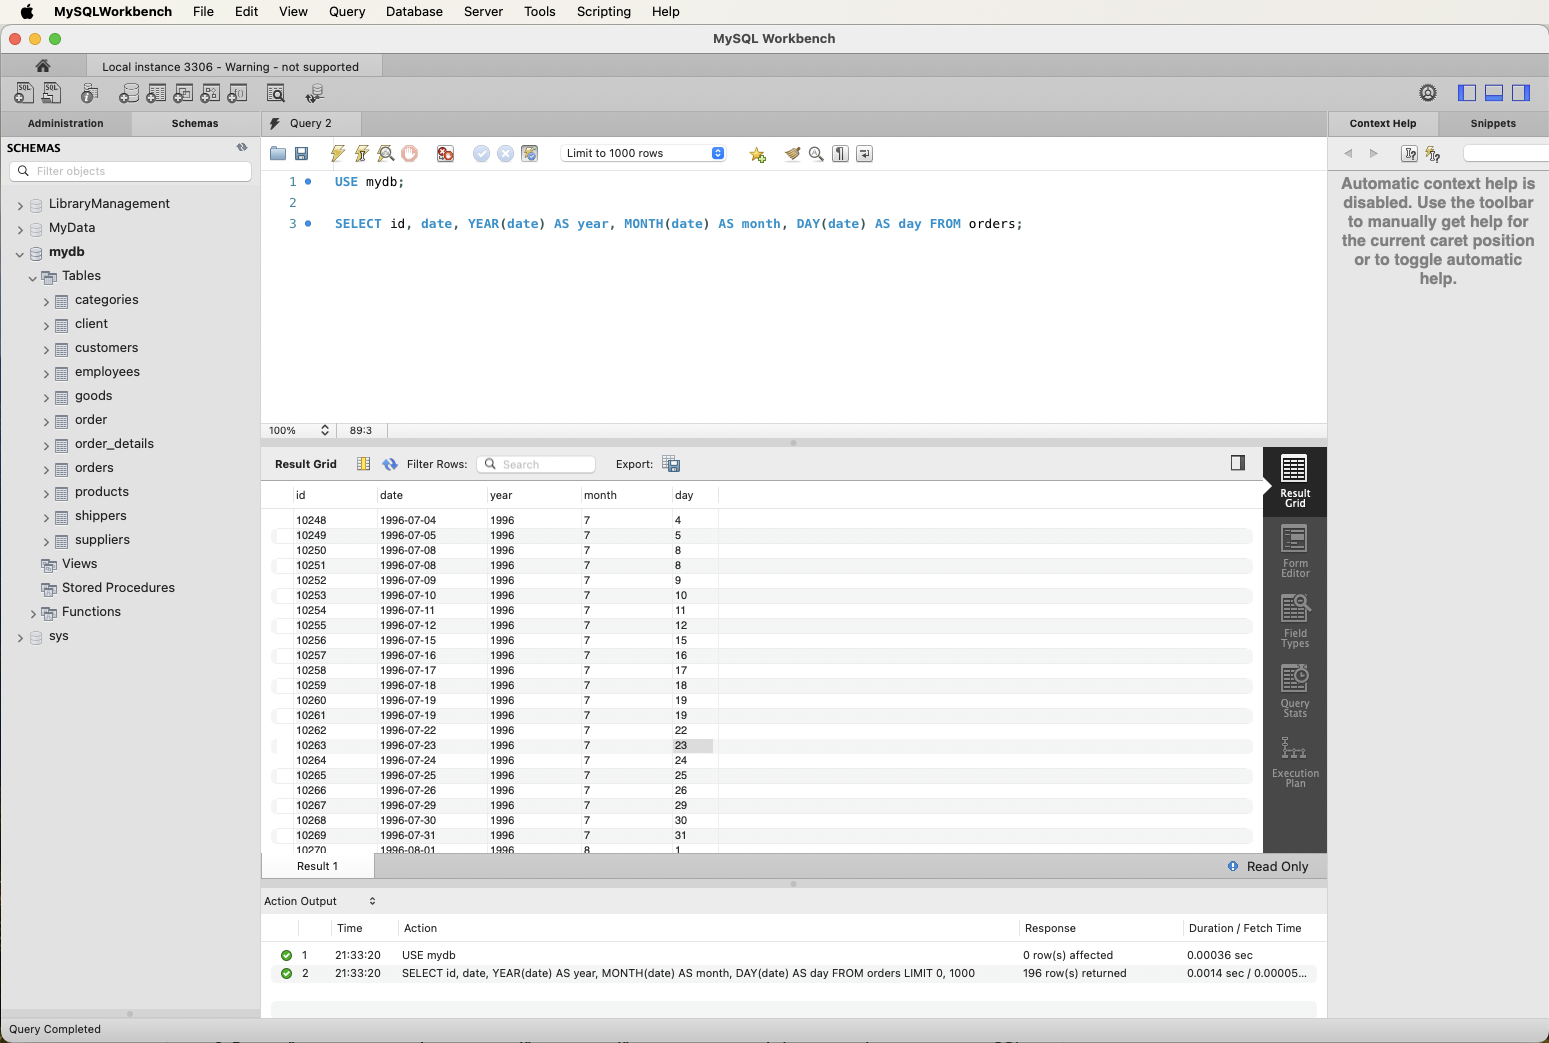 MySQLWorkbench File Edit View Query Database Server Tools Scripting Help
MySQL Workbench
Local instance 3306 - Warning - not supported
Administration Schemas
Query 2
Context Help Snippets
SCHEMAS
Filter objects
LibraryManagement
MyData
mydb
Tables
categories
client
customers
employees
goods
order
order_details
orders
products
shippers
suppliers
Views
Stored Procedures
Functions
sys
Limit to 1000 rows
1 USE mydb;
2
3 SELECT id, date, YEAR(date) AS year, MONTH(date) AS month, DAY(date) AS day FROM orders;
Automatic context help is
disabled. Use the toolbar
to manually get help for
the current caret position
or to toggle automatic
help.
100% 89:3
Result Grid Filter Rows: Search Export:
id date year month day
10248 1996-07-04 1996 7 4
10249 1996-07-05 1996 7 5
10250 1996-07-08 1996 7 8
10251 1996-07-08 1996 7 8
10252 1996-07-09 1996 7 9
10253 1996-07-10 1996 7 10
10254 1996-07-11 1996 7 11
10255 1996-07-12 1996 7 12
10256 1996-07-15 1996 7 15
10257 1996-07-16 1996 7 16
10258 1996-07-17 1996 7 17
10259 1996-07-18 1996 7 18
10260 1996-07-19 1996 7 19
10261 1996-07-19 1996 7 19
10262 1996-07-22 1996 7 22
10263 1996-07-23 1996 7 23
10264 1996-07-24 1996 7 24
10265 1996-07-25 1996 7 25
10266 1996-07-26 1996 7 26
10267 1996-07-29 1996 7 29
10268 1996-07-30 1996 7 30
10269 1996-07-31 1996 7 31
10270 1996-08-01 1996 8 1
Result
Grid
Form
Editor
Field
Types
Query
Stats
Execution
Plan
Result 1
Read Only
Action Output
Time Action Response Duration / Fetch Time
1 21:33:20 USE mydb 0 row(s) affected 0.00036 sec
2 21:33:20 SELECT id, date, YEAR(date) AS year, MONTH(date) AS month, DAY(date) AS day FROM orders LIMIT 0, 1000 196 row(s) returned 0.0014 sec / 0.00005...
Query Completed